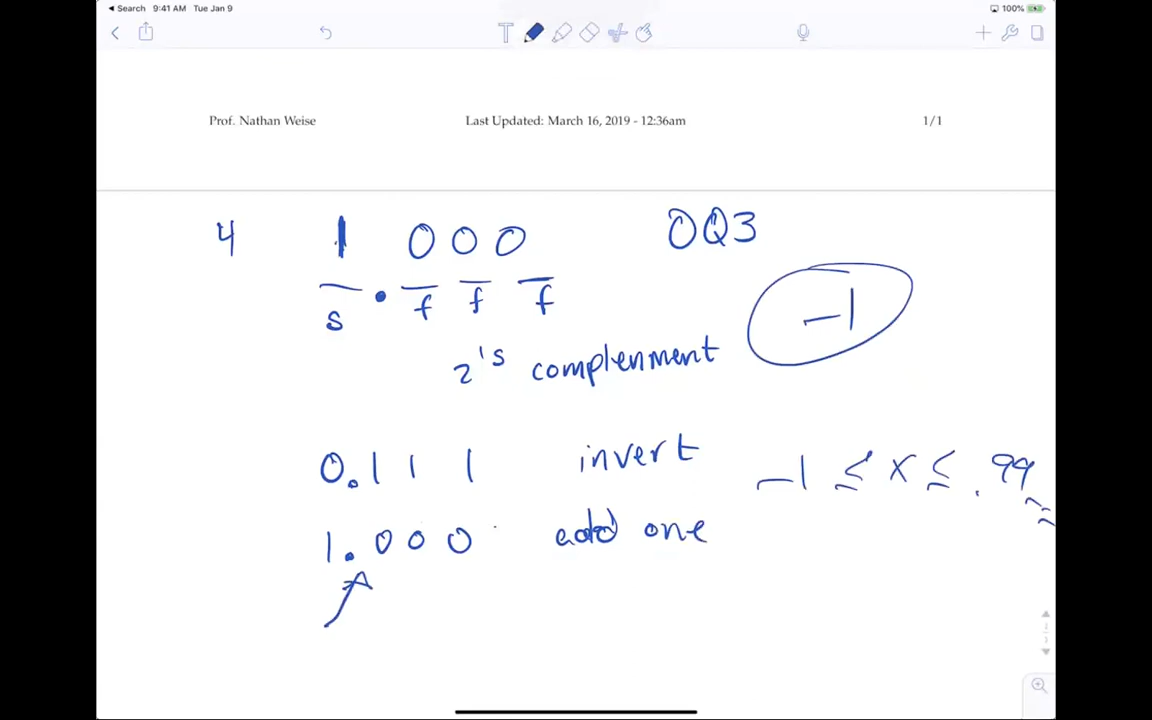 Search 9:41 AM Tue Jan 9 100%
Prof. Nathan Weise Last Updated: March 16, 2019 - 12:36am 1/1
4 1 0 0 0 0Q3
s . f f f -1
2's complenment
0.1 1 1 invert -1 ≤ x ≤ .99
1.0 0 0 add one